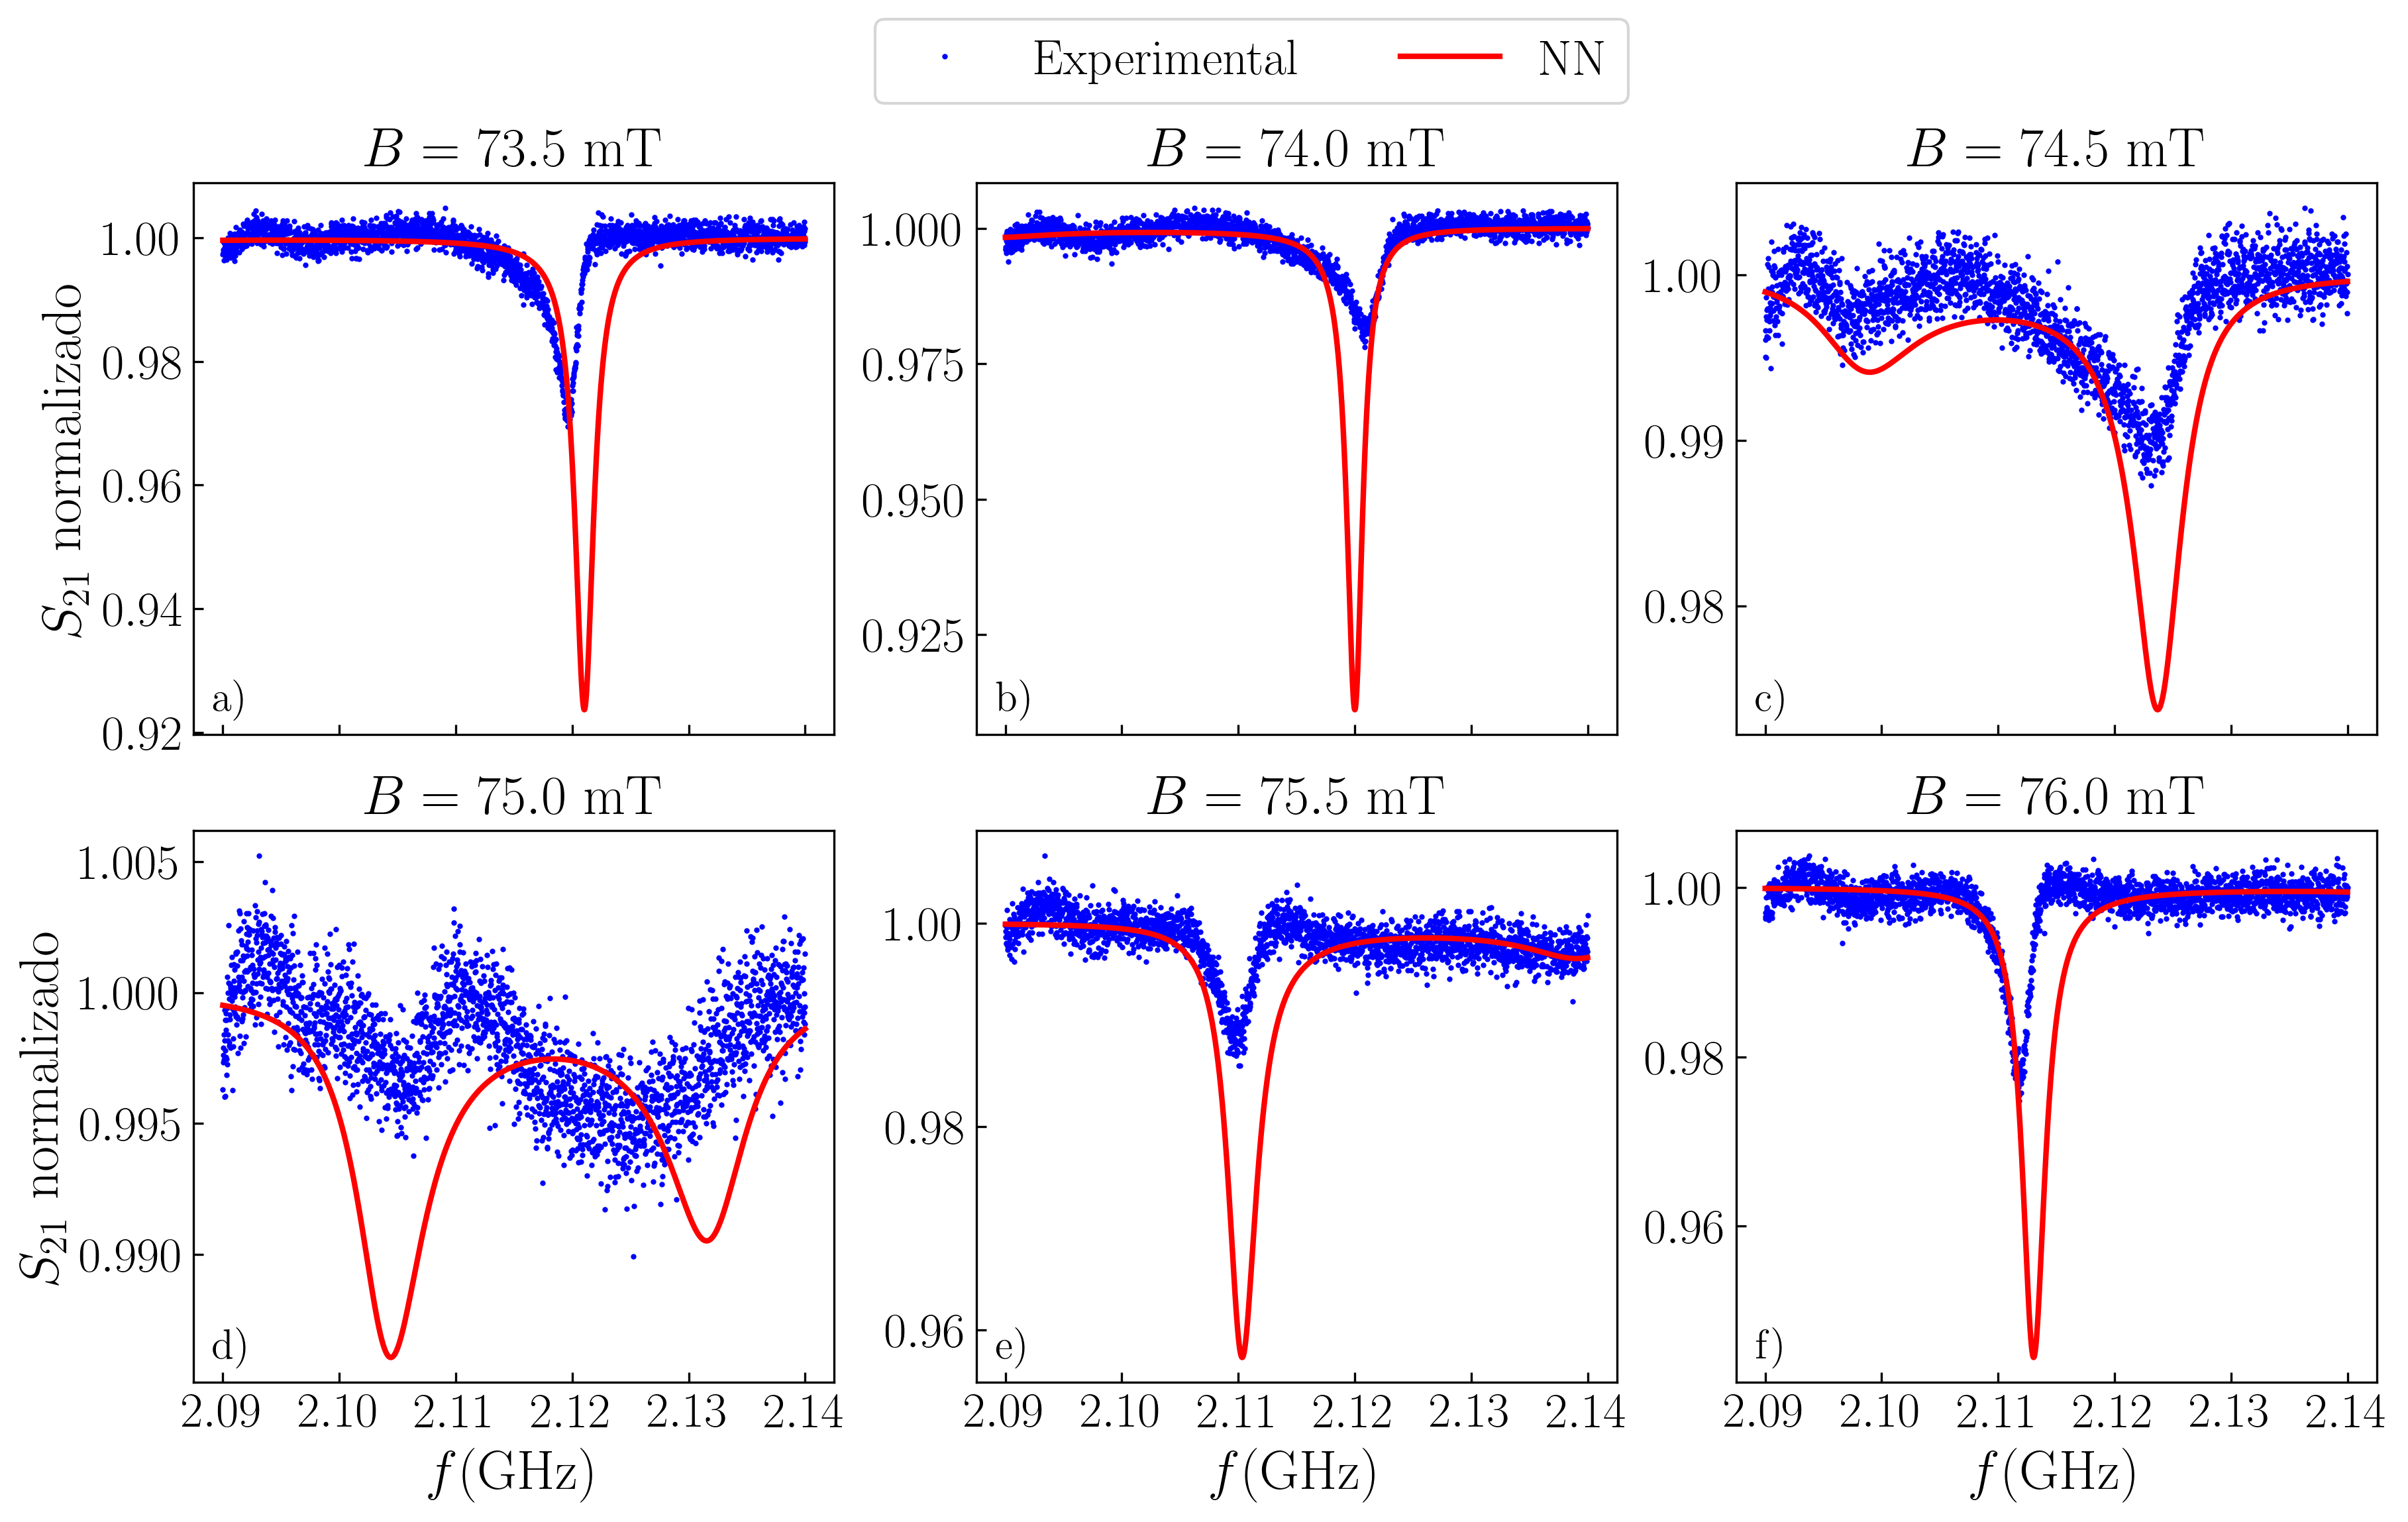 Experimental NN
B = 73.5 mT
B = 74.0 mT
B = 74.5 mT
S21 normalizado
1.00
0.98
0.96
0.94
0.92
a)
1.000
0.975
0.950
0.925
b)
1.00
0.99
0.98
c)
B = 75.0 mT
B = 75.5 mT
B = 76.0 mT
S21 normalizado
1.005
1.000
0.995
0.990
d)
2.09 2.10 2.11 2.12 2.13 2.14
f(GHz)
1.00
0.98
0.96
e)
2.09 2.10 2.11 2.12 2.13 2.14
f(GHz)
1.00
0.98
0.96
f)
2.09 2.10 2.11 2.12 2.13 2.14
f(GHz)